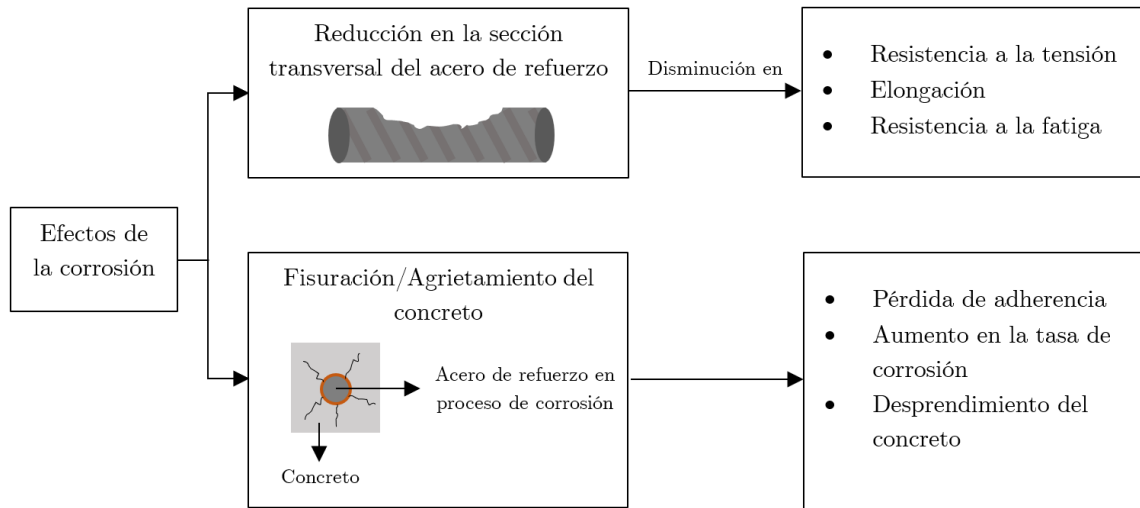 Efectos de
la corrosión
Reducción en la sección
transversal del acero de refuerzo
Disminución en
• Resistencia a la tensión
• Elongación
• Resistencia a la fatiga
Fisuración/Agrietamiento del
concreto
Acero de refuerzo en
proceso de corrosión
Concreto
• Pérdida de adherencia
• Aumento en la tasa de
corrosión
• Desprendimiento del
concreto